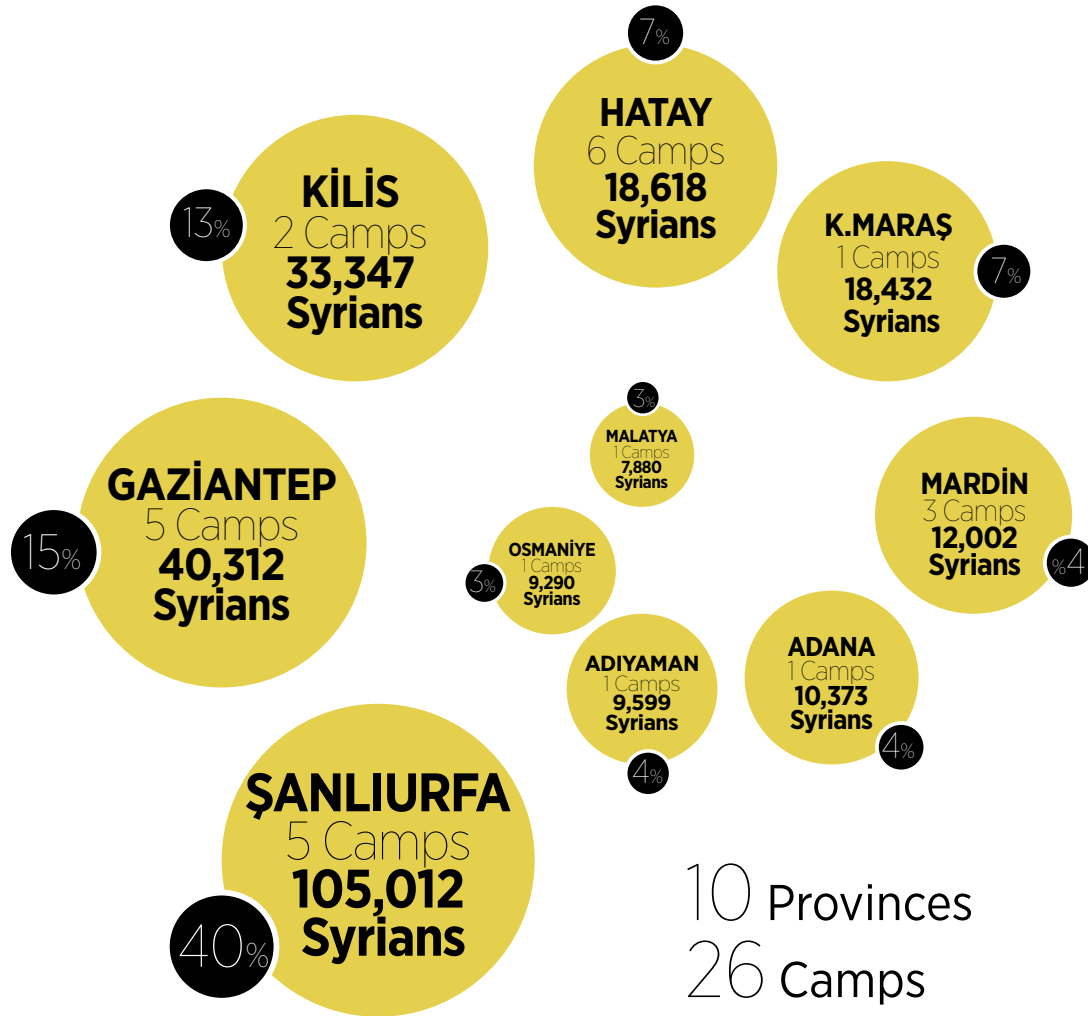 7%
HATAY
6 Camps
18,618
Syrians
13%
KİLİS
2 Camps
33,347
Syrians
K.MARAŞ
1 Camps
18,432
Syrians
7%
3%
MALATYA
1 Camps
7,880
Syrians
GAZİANTEP
5 Camps
40,312
Syrians
15%
MARDİN
3 Camps
12,002
Syrians
%4
OSMANİYE
1 Camps
9,290
Syrians
3%
ADIYAMAN
1 Camps
9,599
Syrians
4%
ADANA
1 Camps
10,373
Syrians
4%
ŞANLIURFA
5 Camps
105,012
Syrians
40%
10 Provinces
26 Camps